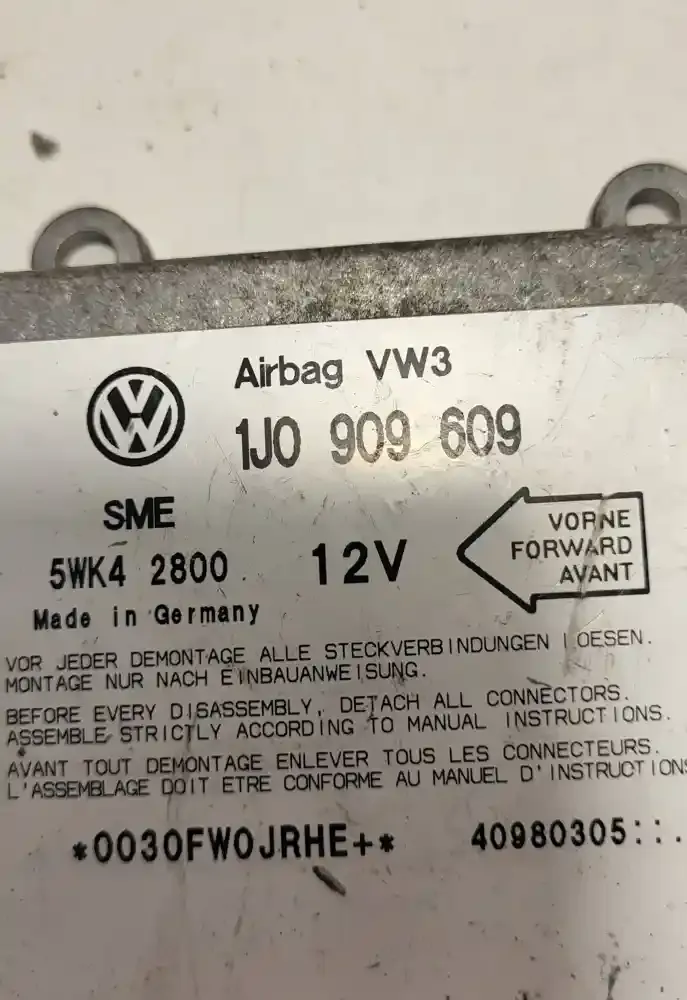 Airbag VW3
1J0 909 609
SME
5WK4 2800
12V
VORNE
FORWARD
AVANT
Made in Germany
VOR JEDER DEMONTAGE ALLE STECKVERBINDUNGEN LOESEN.
MONTAGE NUR NACH EINBAUANWEISUNG.
BEFORE EVERY DISASSEMBLY, DETACH ALL CONNECTORS.
ASSEMBLE STRICTLY ACCORDING TO MANUAL INSTRUCTIONS.
AVANT TOUT DEMONTAGE ENLEVER TOUS LES CONNECTEURS.
L'ASSEMBLAGE DOIT ETRE CONFORME AU MANUEL D'INSTRUCTIONS
*0030FW0JRHE+*
40980305::.